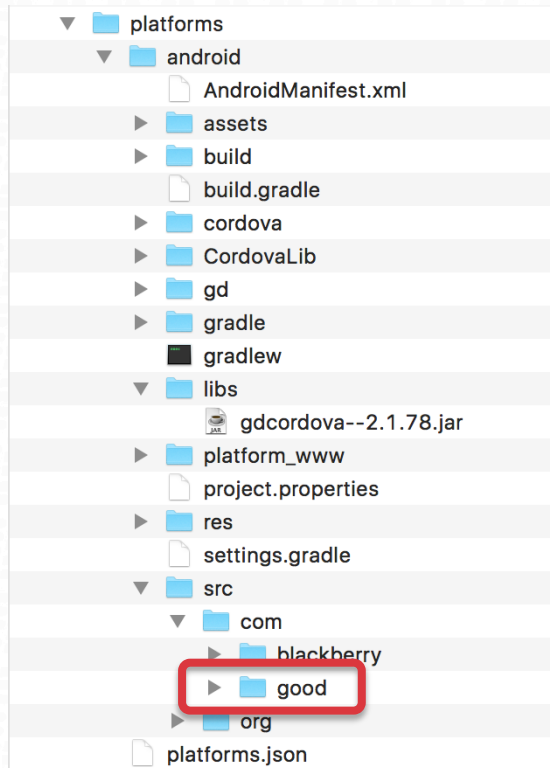 platforms
android
AndroidManifest.xml
assets
build
build.gradle
cordova
CordovaLib
gd
gradle
gradlew
libs
gdcordova--2.1.78.jar
platform_www
project.properties
res
settings.gradle
src
com
blackberry
good
org
platforms.json